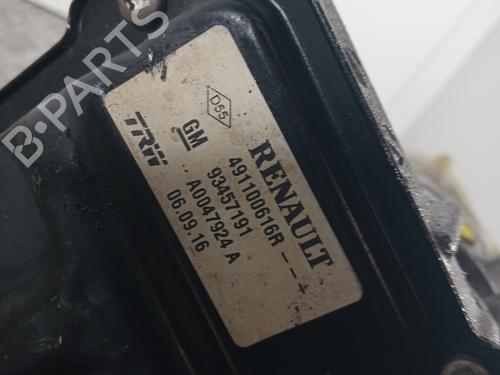 B-PARTS
D55
RENAULT
GM
491100616R -- +
93457191
TRW
A0047924 A
06.09.16